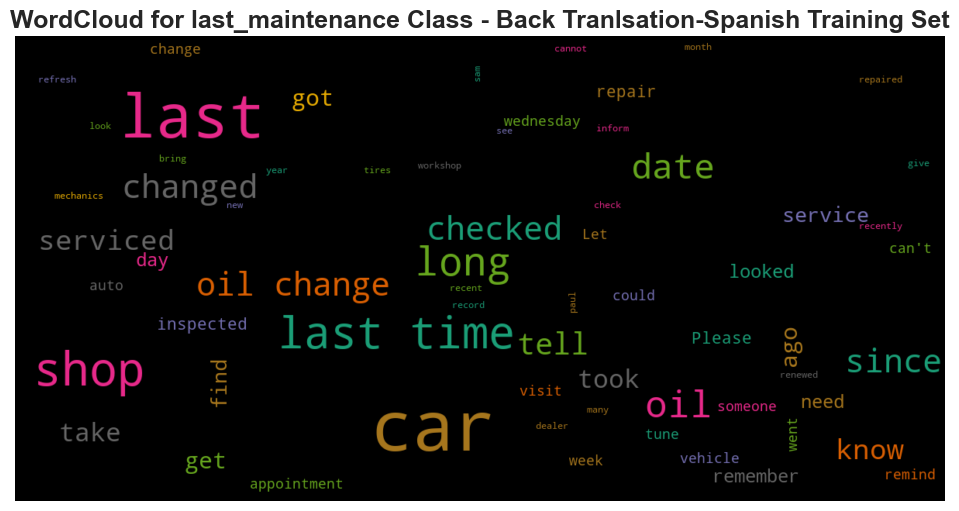 WordCloud for last_maintenance Class - Back Tranlsation-Spanish Training Set
change
cannot
month
refresh
sam
repaired
last
got
repair
look
wednesday
see
inform
bring
year
tires
workshop
date
give
mechanics
changed
new
check
service
recently
serviced
checked
Let
can't
day
long
looked
auto
oil change
recent
record
paul
could
inspected
last time
tell
Please
ago
since
shop
find
took
renewed
visit
many
oil
someone
need
take
car
dealer
tune
went
know
get
week
vehicle
remember
remind
appointment